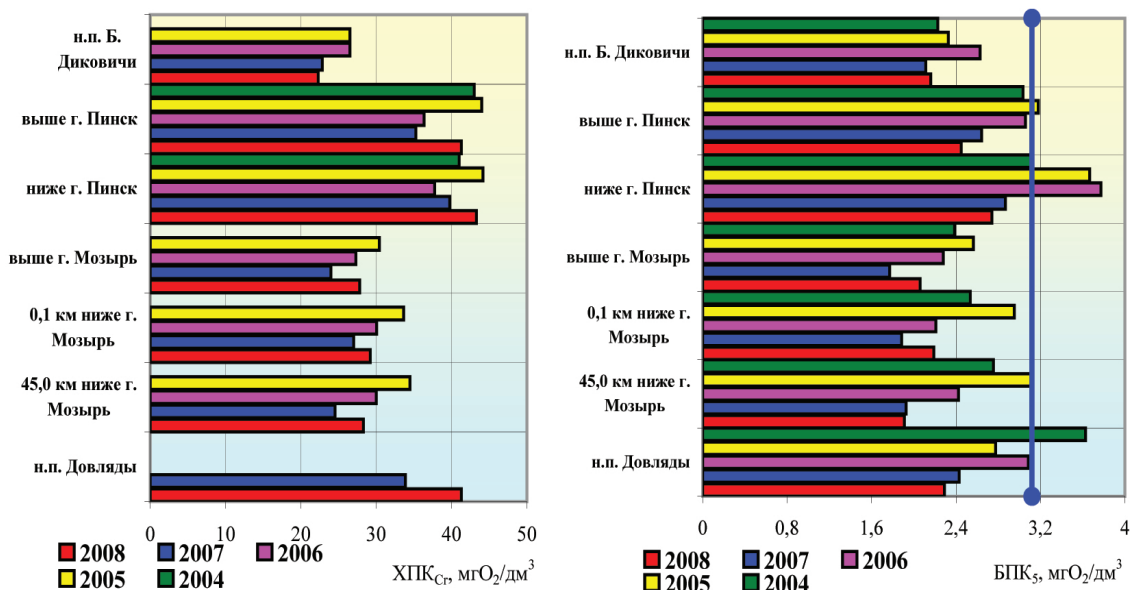 н.п. Б.
Диковичи
выше г. Пинск
ниже г. Пинск
выше г. Мозырь
0,1 км ниже г.
Мозырь
45,0 км ниже г.
Мозырь
н.п. Довляды
0 10 20 30 40 50
2008 2007 2006
2005 2004
ХПКCr, мгO₂/дм³
н.п. Б. Диковичи
выше г. Пинск
ниже г. Пинск
выше г. Мозырь
0,1 км ниже г.
Мозырь
45,0 км ниже г.
Мозырь
н.п. Довляды
0 0,8 1,6 2,4 3,2 4
2008 2007 2006
2005 2004
БПК₅, мгO₂/дм³